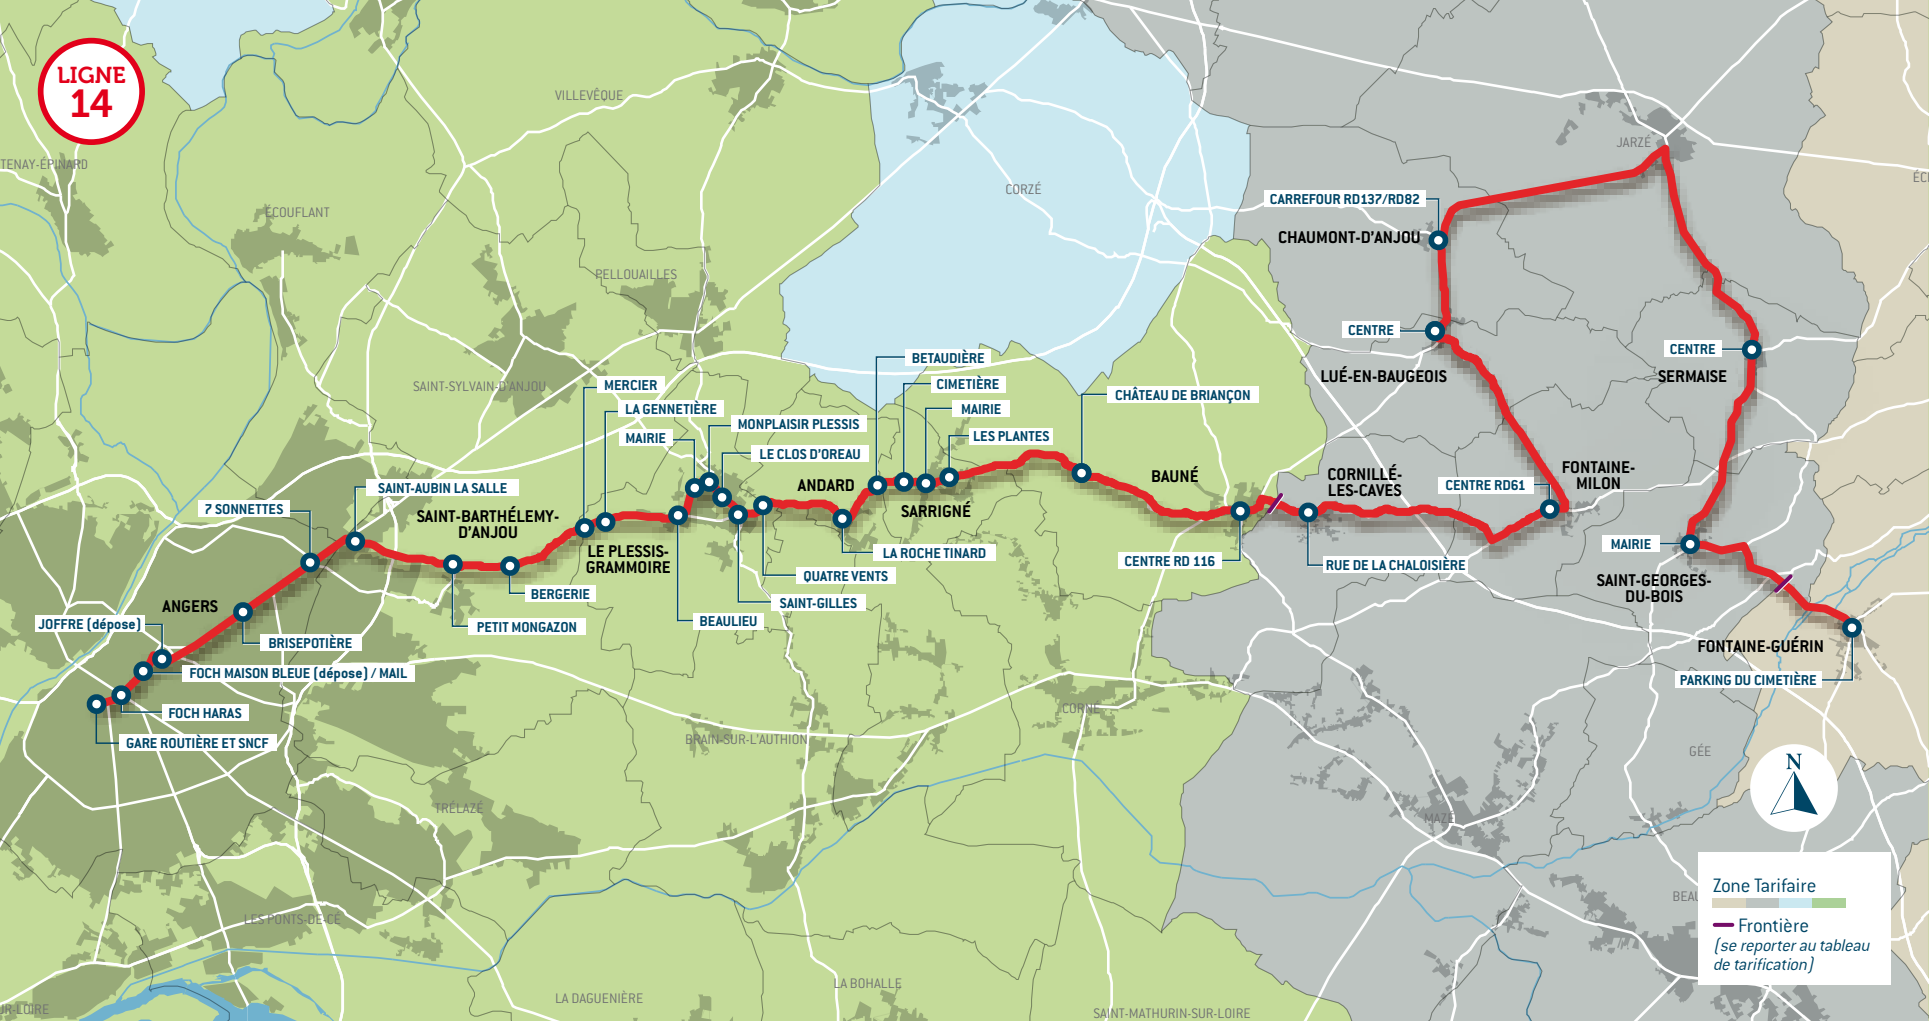 LIGNE
14
VILLEVÊQUE
TENAY-ÉPINARD
ÉCOUFLANT
CORZÉ
JARZÉ
ÉC
PELLOUAILLES
CARREFOUR RD137/RD82
CHAUMONT-D'ANJOU
CENTRE
LUÉ-EN-BAUGEOIS
CENTRE
SERMAISE
SAINT-SYLVAIN-D'ANJOU
BETAUDIÈRE
MERCIER
CIMETIÈRE
CHÂTEAU DE BRIANÇON
LA GENNETIÈRE
MAIRIE
MONPLAISIR PLESSIS
MAIRIE
LES PLANTES
LE CLOS D'OREAU
SAINT-AUBIN LA SALLE
7 SONNETTES
SAINT-BARTHÉLEMY-
D'ANJOU
ANDARD
SARRIGNÉ
BAUNÉ
CORNILLÉ-
LES-CAVES
CENTRE RD61
FONTAINE-
MILON
LE PLESSIS-
GRAMMOIRE
LA ROCHE TINARD
CENTRE RD 116
RUE DE LA CHALOISIÈRE
MAIRIE
QUATRE VENTS
SAINT-GEORGES-
DU-BOIS
BERGERIE
SAINT-GILLES
ANGERS
JOFFRE (dépose)
PETIT MONGAZON
BEAULIEU
BRISEPOTIÈRE
FONTAINE-GUÉRIN
FOCH MAISON BLEUE (dépose) / MAIL
PARKING DU CIMETIÈRE
FOCH HARAS
CORNÉ
GARE ROUTIÈRE ET SNCF
BRAIN-SUR-L'AUTHION
GÉE
N
TRÉLAZÉ
MAZÉ
Zone Tarifaire
BEAU
LES PONTS-DE-CÉ
Frontière
(se reporter au tableau
de tarification)
LA DAGUENIÈRE
LA BOHALLE
UR-LOIRE
SAINT-MATHURIN-SUR-LOIRE